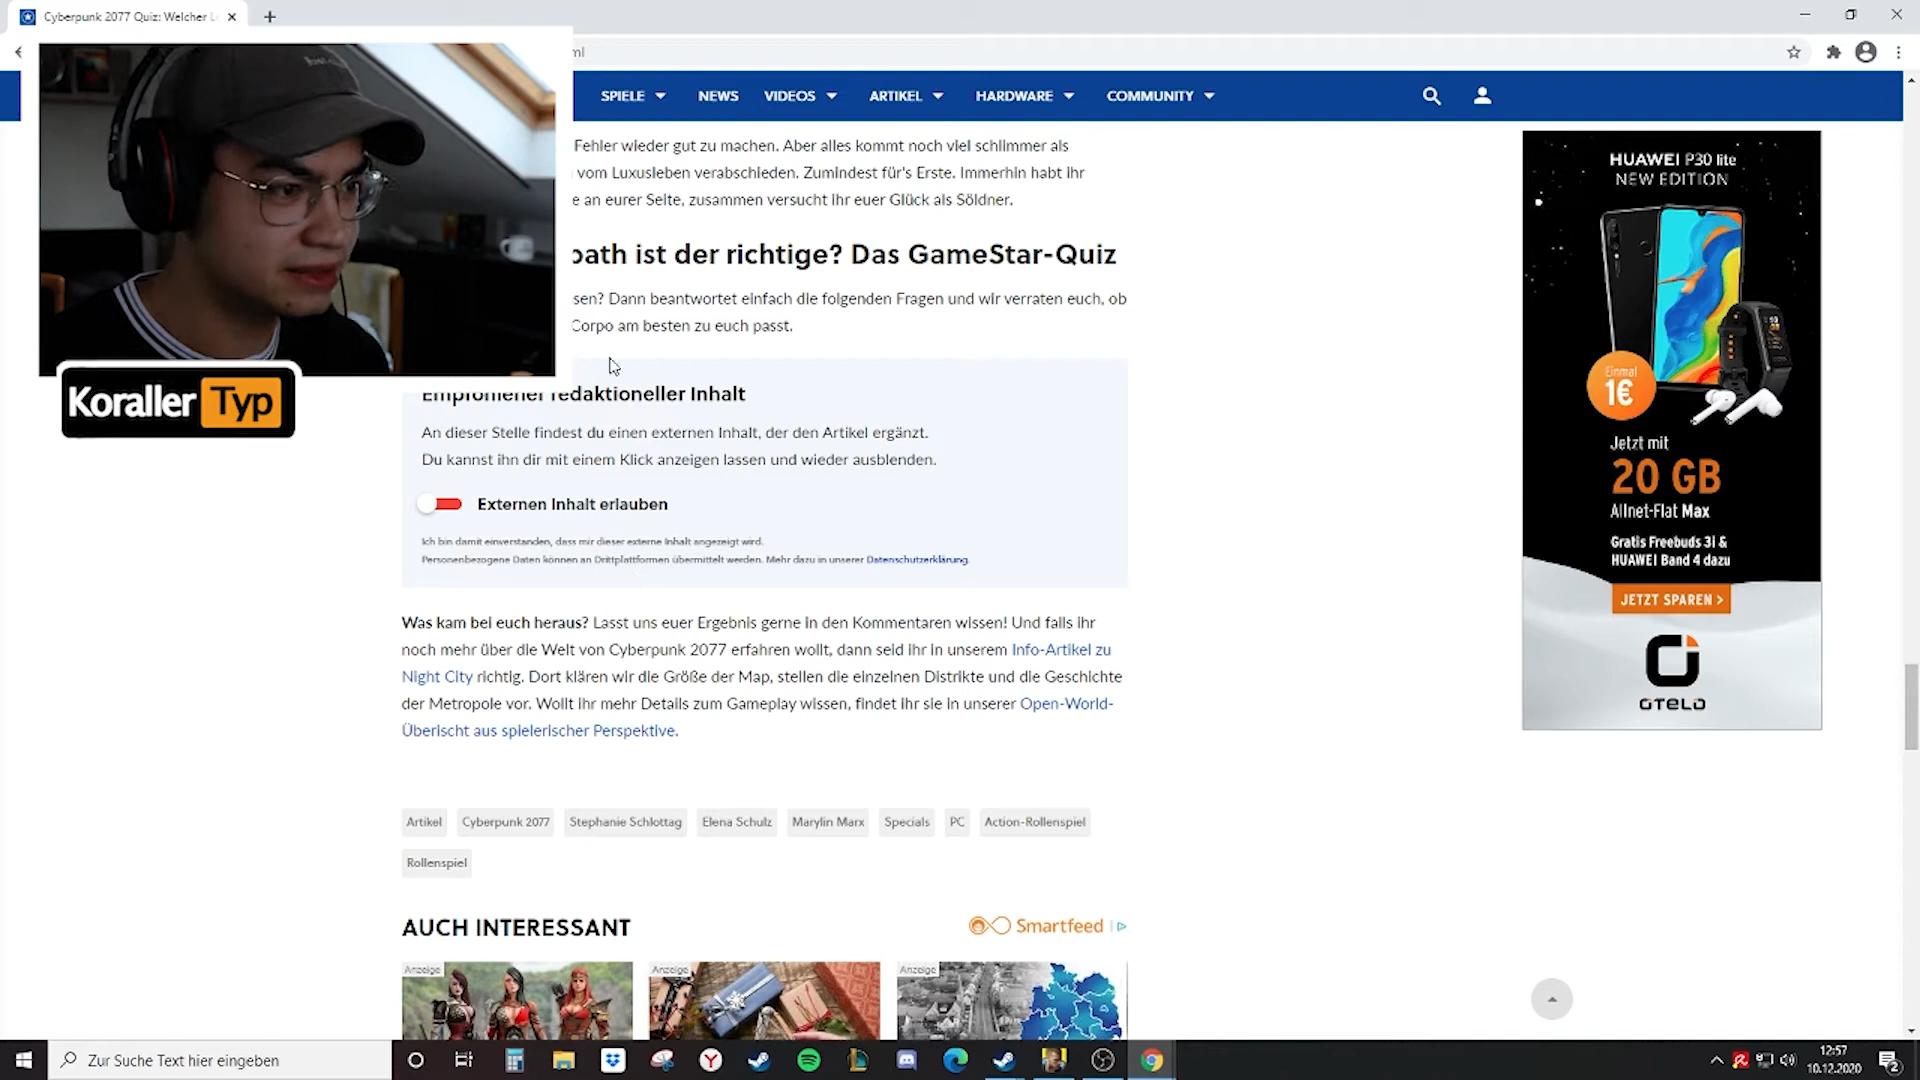 Cyberpunk 2077 Quiz: Welcher L
ml
SPIELE
NEWS
VIDEOS
ARTIKEL
HARDWARE
COMMUNITY
Fehler wieder gut zu machen. Aber alles kommt noch viel schlimmer als
vom Luxusleben verabschieden. Zumindest für's Erste. Immerhin habt ihr
e an eurer Seite, zusammen versucht ihr euer Glück als Söldner.
path ist der richtige? Das GameStar-Quiz
sen? Dann beantwortet einfach die folgenden Fragen und wir verraten euch, ob
Corpo am besten zu euch passt.
Koraller Typ
Empfohlener redaktioneller Inhalt
An dieser Stelle findest du einen externen Inhalt, der den Artikel ergänzt.
Du kannst ihn dir mit einem Klick anzeigen lassen und wieder ausblenden.
Externen Inhalt erlauben
Ich bin damit einverstanden, dass mir dieser externe Inhalt angezeigt wird.
Personenbezogene Daten können an Drittplattformen übermittelt werden. Mehr dazu in unserer Datenschutzerklärung.
Was kam bei euch heraus? Lasst uns euer Ergebnis gerne in den Kommentaren wissen! Und falls ihr
noch mehr über die Welt von Cyberpunk 2077 erfahren wollt, dann seid ihr in unserem Info-Artikel zu
Night City richtig. Dort klären wir die Größe der Map, stellen die einzelnen Distrikte und die Geschichte
der Metropole vor. Wollt ihr mehr Details zum Gameplay wissen, findet ihr sie in unserer Open-World-
Überischt aus spielerischer Perspektive.
Artikel
Cyberpunk 2077
Stephanie Schlottag
Elena Schulz
Marylin Marx
Specials
PC
Action-Rollenspiel
Rollenspiel
AUCH INTERESSANT
Smartfeed
Anzeige
Anzeige
Anzeige
HUAWEI P30 lite
NEW EDITION
Einmal
1€
Jetzt mit
20 GB
Allnet-Flat Max
Gratis Freebuds 3i &
HUAWEI Band 4 dazu
JETZT SPAREN >
OTELO
Zur Suche Text hier eingeben
12:57
10.12.2020
2